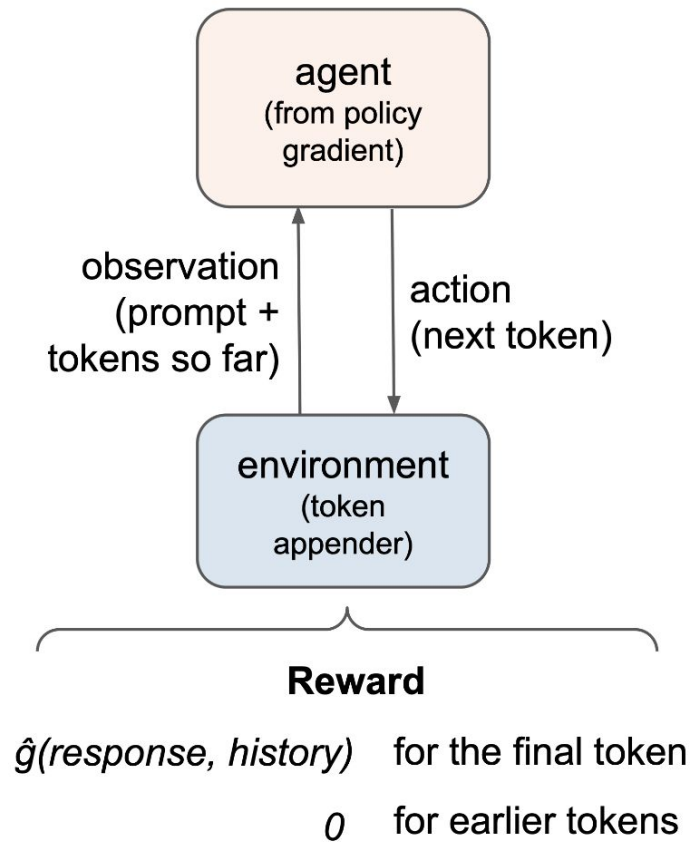 agent
(from policy
gradient)
observation
(prompt +
tokens so far)
action
(next token)
environment
(token
appender)
Reward
ĝ(response, history) for the final token
0 for earlier tokens